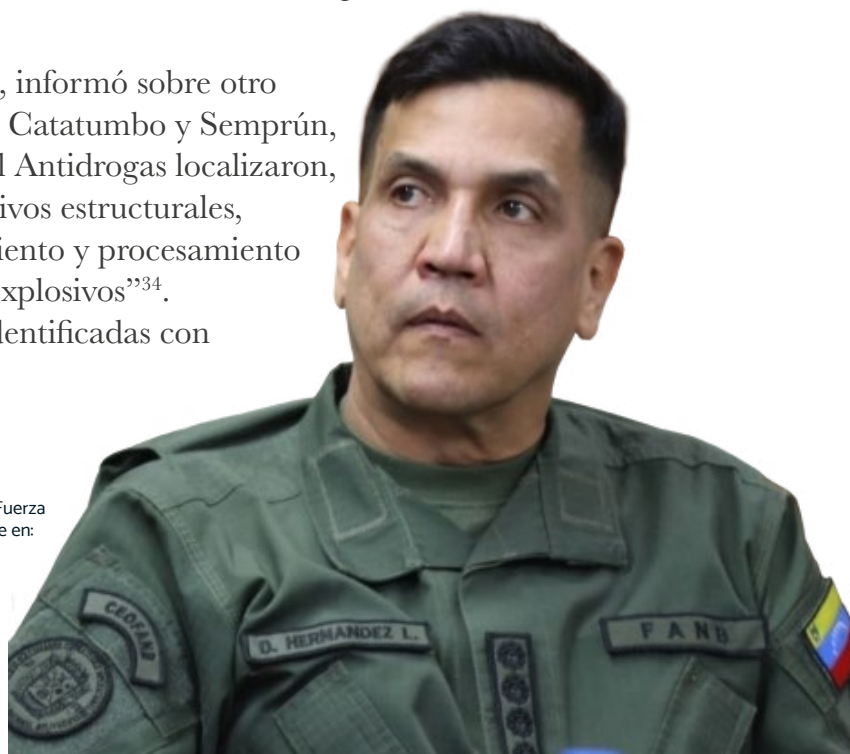 , informó sobre otro
Catatumbo y Semprún,
l Antidrogas localizaron,
ivos estructurales,
iento y procesamiento
xplosivos”³⁴.
dentificadas con
Fuerza
e en:
CEOFANB
D. HERNANDEZ L.
FANB